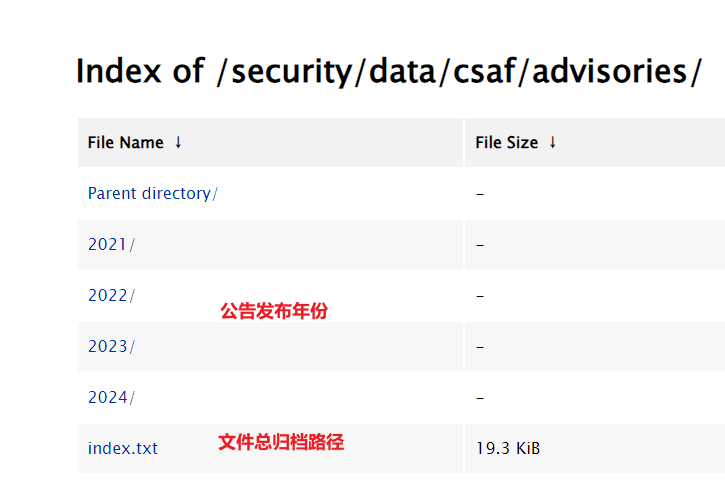 Index of /security/data/csaf/advisories/
File Name ↓ File Size ↓
Parent directory/ -
2021/ -
2022/ -
公告发布年份
2023/ -
2024/ -
index.txt 文件总归档路径 19.3 KiB